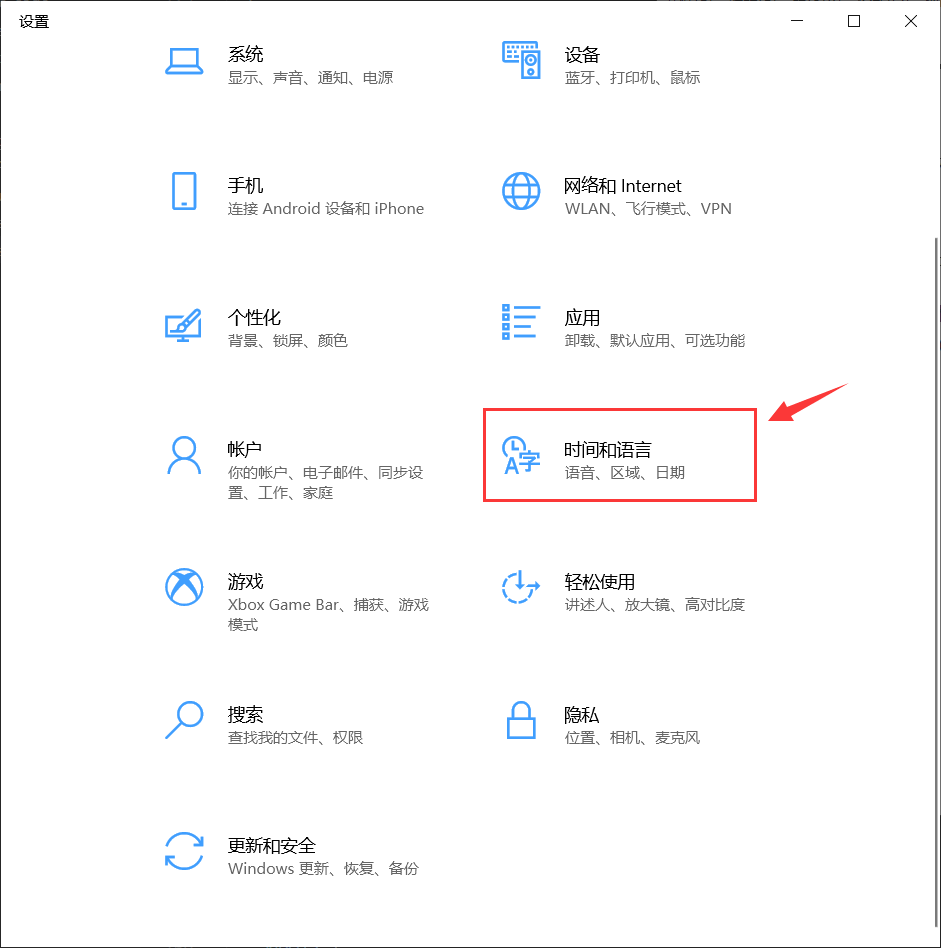 设置
系统
显示、声音、通知、电源
设备
蓝牙、打印机、鼠标
手机
连接 Android 设备和 iPhone
网络和 Internet
WLAN、飞行模式、VPN
个性化
背景、锁屏、颜色
应用
卸载、默认应用、可选功能
帐户
你的帐户、电子邮件、同步设
置、工作、家庭
时间和语言
语音、区域、日期
游戏
Xbox Game Bar、捕获、游戏
模式
轻松使用
讲述人、放大镜、高对比度
搜索
查找我的文件、权限
隐私
位置、相机、麦克风
更新和安全
Windows 更新、恢复、备份